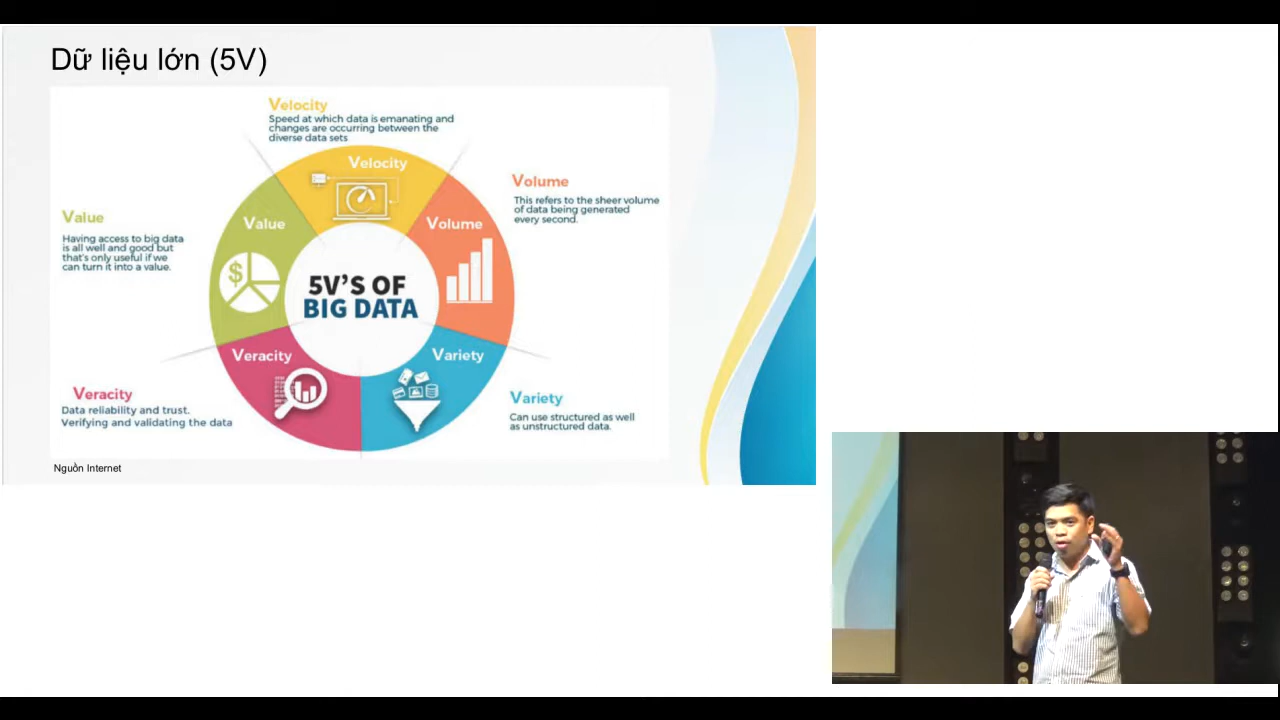 Dữ liệu lớn (5V)
Velocity
Speed at which data is emanating and
changes are occurring between the
diverse data sets
Velocity
Volume
This refers to the sheer volume
of data being generated
every second.
Value
Having access to big data
is all well and good but
that's only useful if we
can turn it into a value.
Value
$
Volume
5V'S OF
BIG DATA
Veracity
Variety
Veracity
Data reliability and trust.
Verifying and validating the data
Variety
Can use structured as well
as unstructured data.
Nguồn Internet